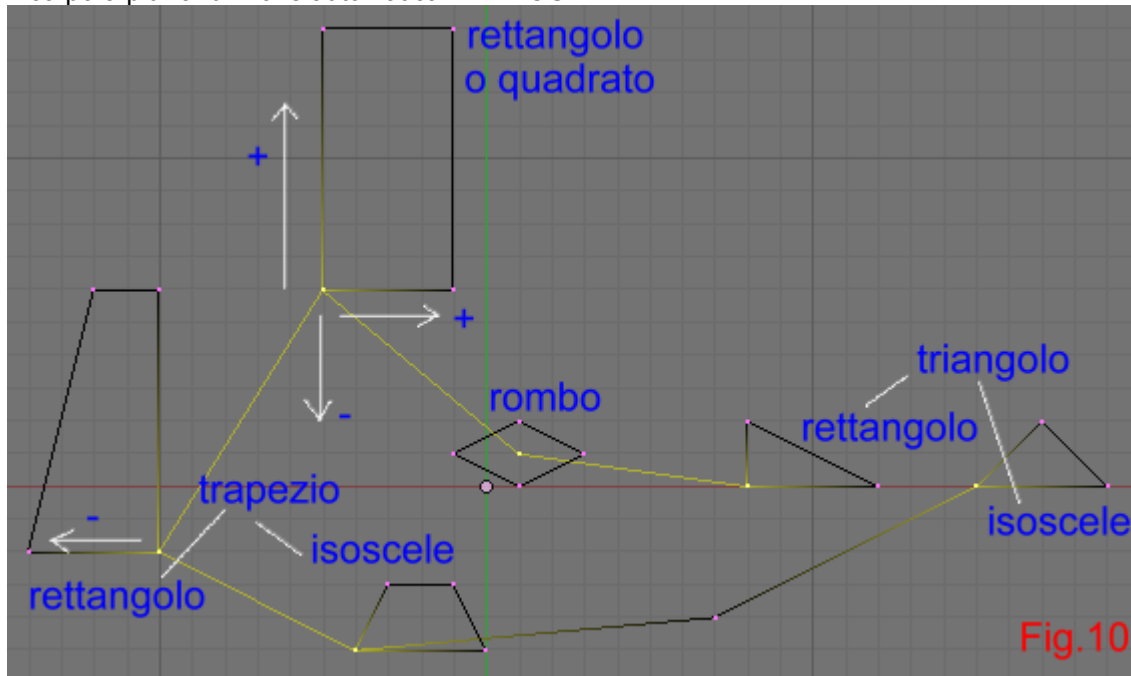 rettangolo
o quadrato
+
+
-
rombo
triangolo
rettangolo
isoscele
trapezio
-
isoscele
rettangolo
Fig.10